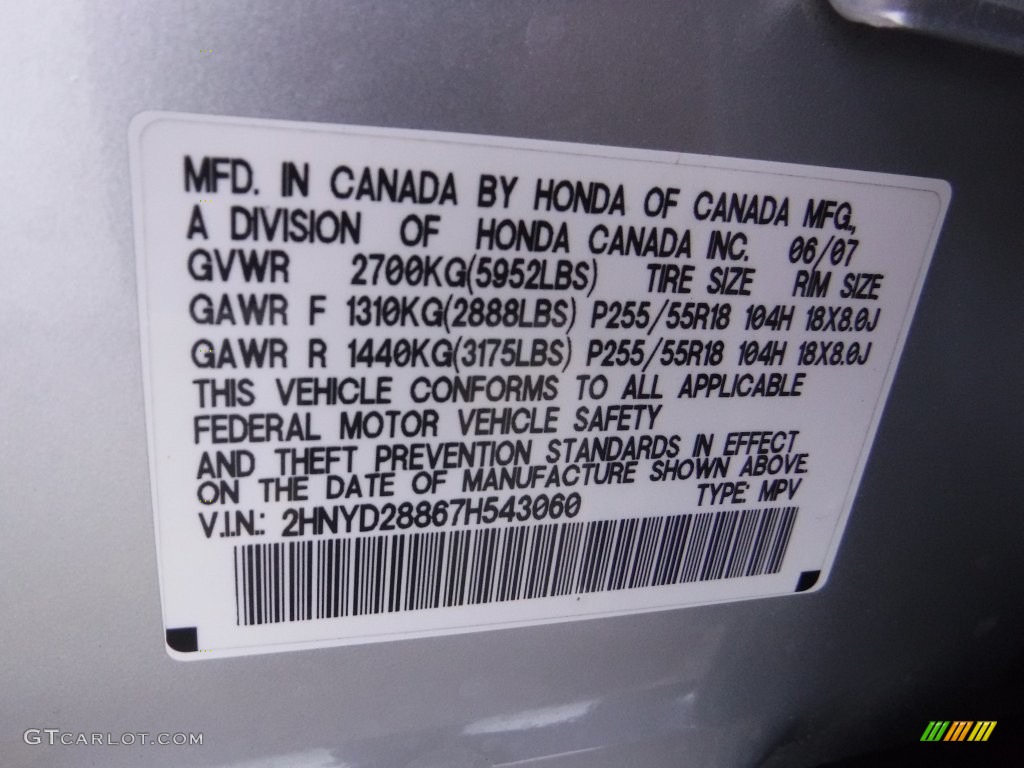 MFD. IN CANADA BY HONDA OF CANADA MFG.,
A DIVISION OF HONDA CANADA INC. 06/07
GVWR 2700KG(5952LBS) TIRE SIZE RIM SIZE
GAWR F 1310KG(2888LBS) P255/55R18 104H 18X8.0J
GAWR R 1440KG(3175LBS) P255/55R18 104H 18X8.0J
THIS VEHICLE CONFORMS TO ALL APPLICABLE
FEDERAL MOTOR VEHICLE SAFETY
AND THEFT PREVENTION STANDARDS IN EFFECT
ON THE DATE OF MANUFACTURE SHOWN ABOVE.
V.I.N.: 2HNYD28867H543060 TYPE: MPV
GTCARLOT.COM